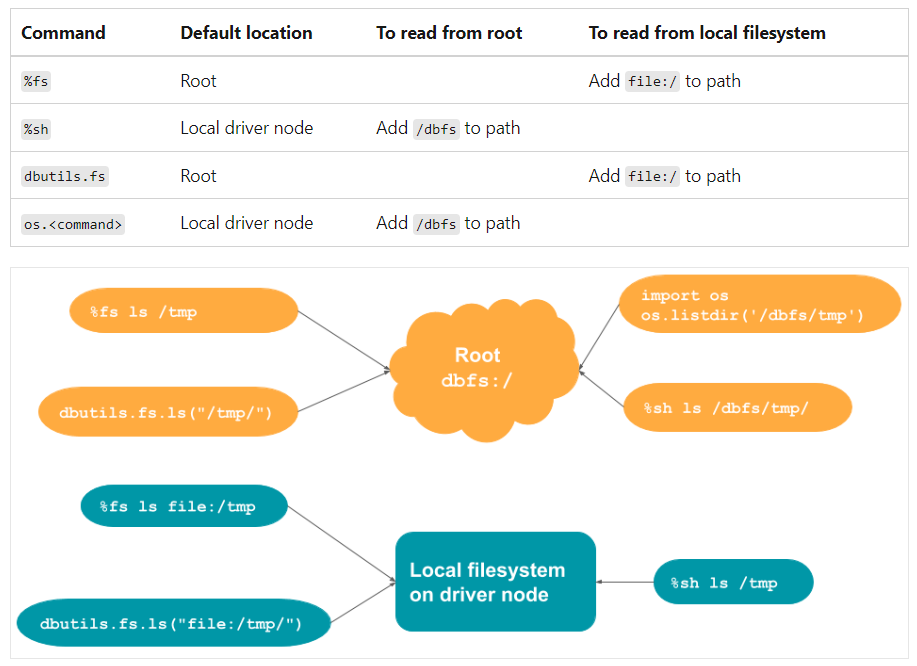 Command Default location To read from root To read from local filesystem
%fs Root Add file:/ to path
%sh Local driver node Add /dbfs to path
dbutils.fs Root Add file:/ to path
os.<command> Local driver node Add /dbfs to path
%fs ls /tmp
dbutils.fs.ls("/tmp/")
Root
dbfs:/
import os
os.listdir('/dbfs/tmp')
%sh ls /dbfs/tmp/
%fs ls file:/tmp
dbutils.fs.ls("file:/tmp/")
Local filesystem
on driver node
%sh ls /tmp